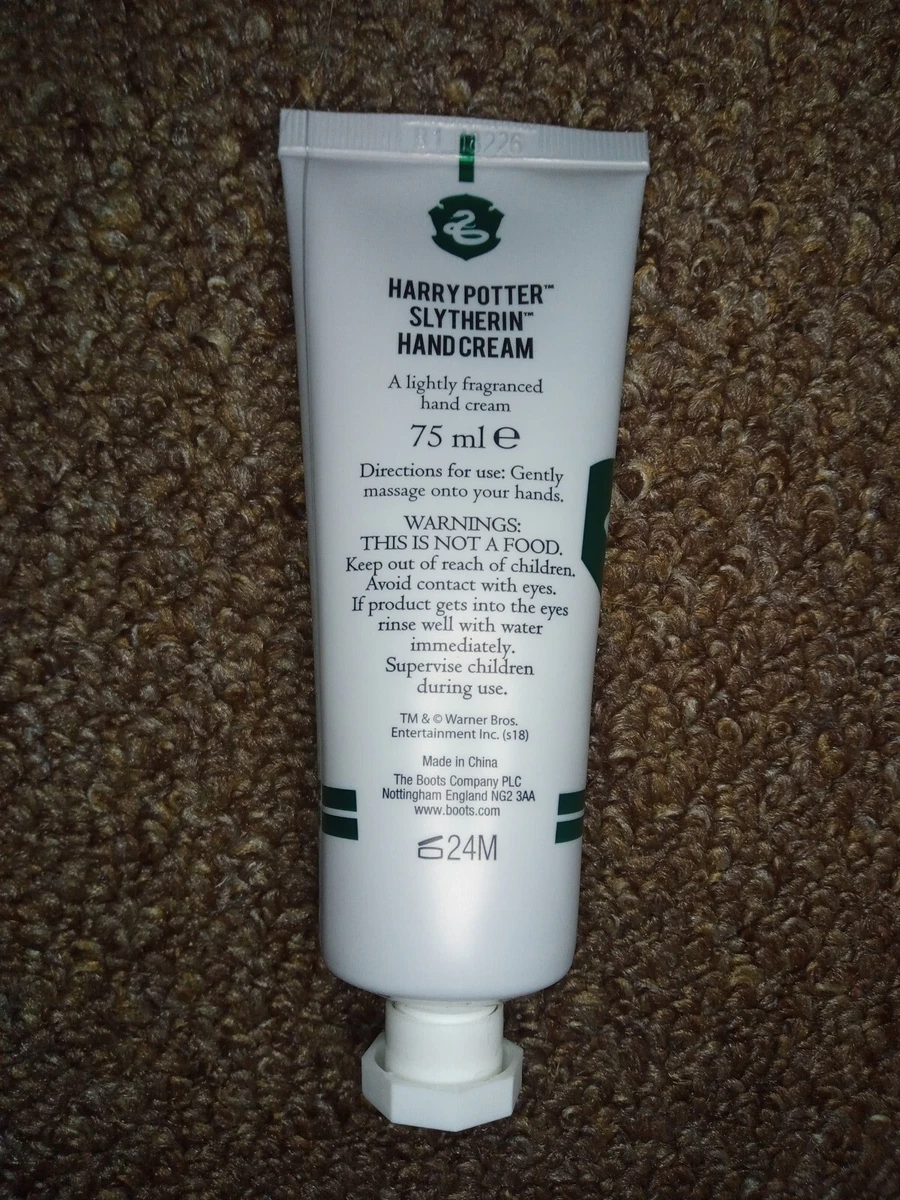 HARRY POTTER™
SLYTHERIN™
HAND CREAM
A lightly fragranced
hand cream
75 ml ℮
Directions for use: Gently
massage onto your hands.
WARNINGS:
THIS IS NOT A FOOD.
Keep out of reach of children.
Avoid contact with eyes.
If product gets into the eyes
rinse well with water
immediately.
Supervise children
during use.
TM & © Warner Bros.
Entertainment Inc. (s18)
Made in China
The Boots Company PLC
Nottingham England NG2 3AA
www.boots.com
24M